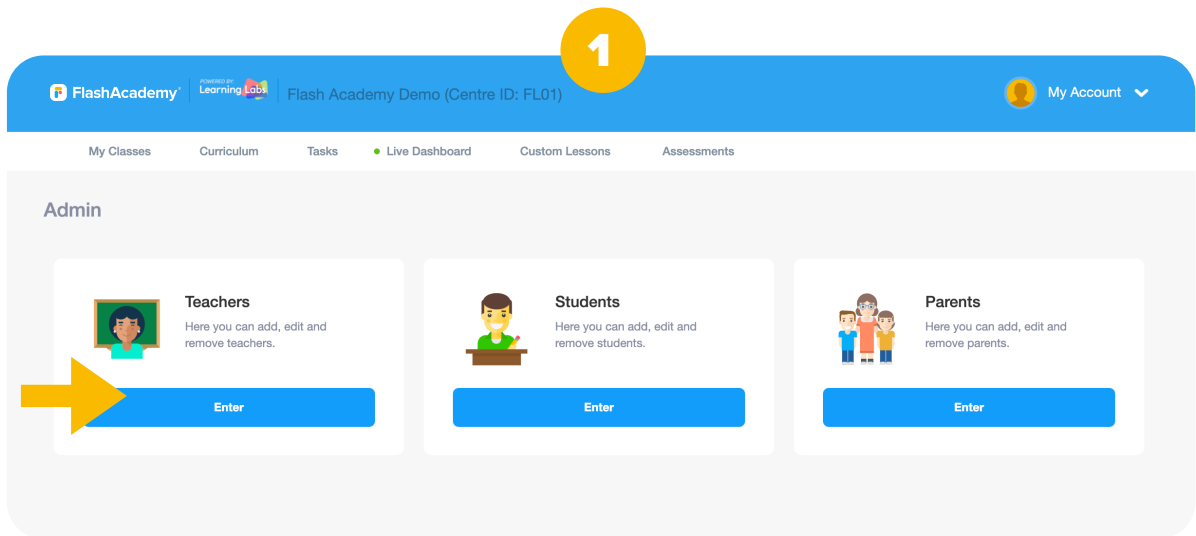 1
FlashAcademy
POWERED BY
Learning Labs
Flash Academy Demo (Centre ID: FL01)
My Account
My Classes Curriculum Tasks Live Dashboard Custom Lessons Assessments
Admin
Teachers
Here you can add, edit and
remove teachers.
Enter
Students
Here you can add, edit and
remove students.
Enter
Parents
Here you can add, edit and
remove parents.
Enter